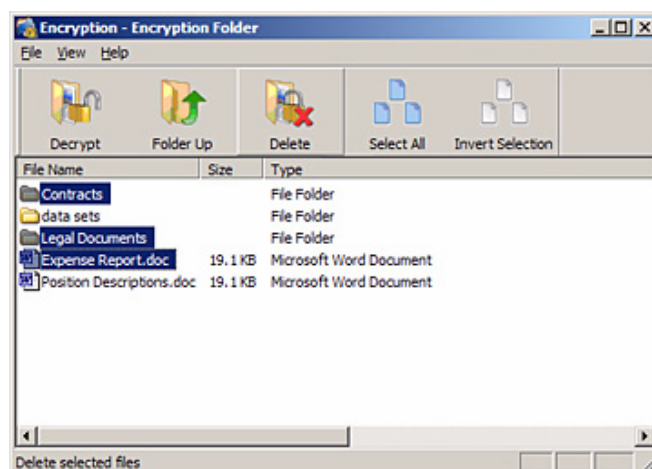 Encryption - Encryption Folder
File View Help
Decrypt Folder Up Delete Select All Invert Selection
File Name Size Type
Contracts File Folder
data sets File Folder
Legal Documents File Folder
Expense Report.doc 19.1 KB Microsoft Word Document
Position Descriptions.doc 19.1 KB Microsoft Word Document
Delete selected files